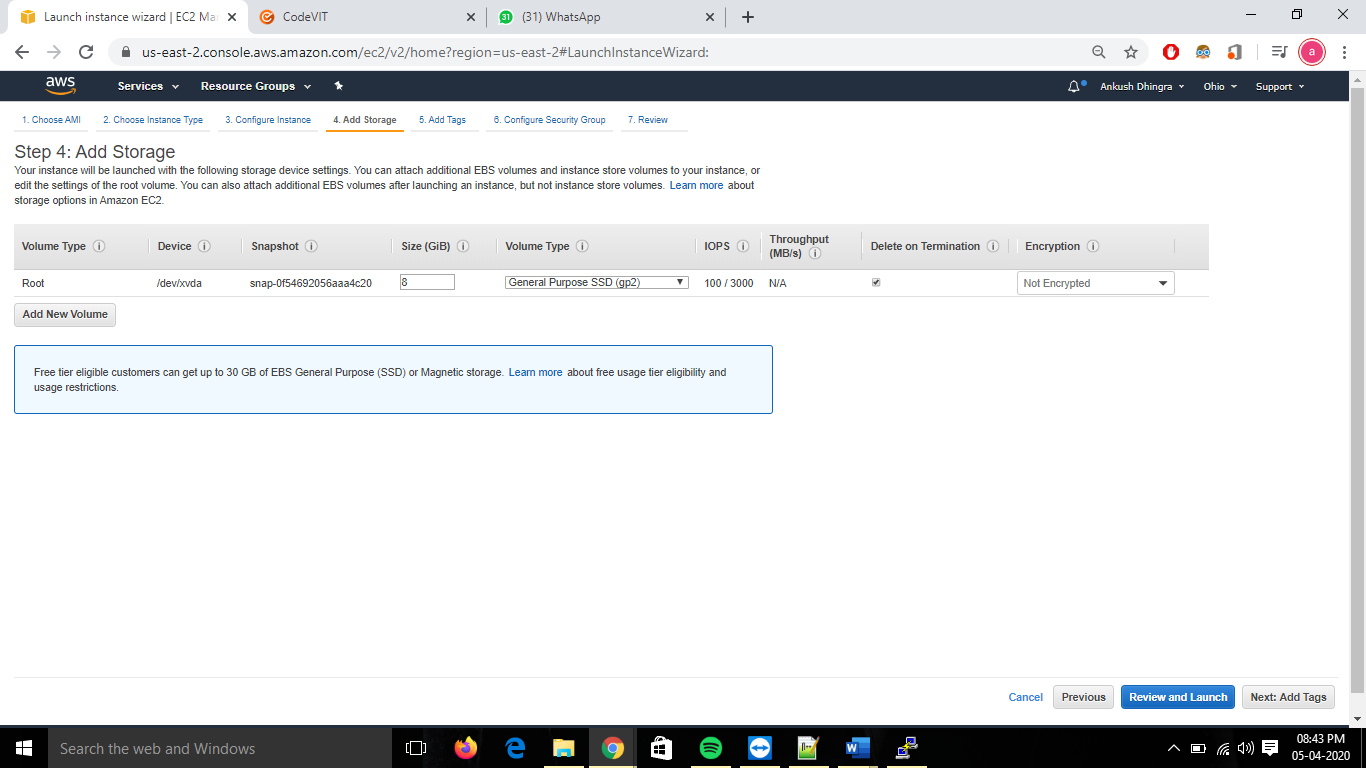 Launch instance wizard | EC2 Mar
CodeVIT
(31) WhatsApp
us-east-2.console.aws.amazon.com/ec2/v2/home?region=us-east-2#LaunchInstanceWizard:
a
aws
Services
Resource Groups
Ankush Dhingra
Ohio
Support
1. Choose AMI
2. Choose Instance Type
3. Configure Instance
4. Add Storage
5. Add Tags
6. Configure Security Group
7. Review
Step 4: Add Storage
Your instance will be launched with the following storage device settings. You can attach additional EBS volumes and instance store volumes to your instance, or
edit the settings of the root volume. You can also attach additional EBS volumes after launching an instance, but not instance store volumes. Learn more about
storage options in Amazon EC2.
Volume Type
Device
Snapshot
Size (GiB)
Volume Type
IOPS
Throughput
(MB/s)
Delete on Termination
Encryption
Root
/dev/xvda
snap-0f54692056aaa4c20
8
General Purpose SSD (gp2)
100 / 3000
N/A
Not Encrypted
Add New Volume
Free tier eligible customers can get up to 30 GB of EBS General Purpose (SSD) or Magnetic storage. Learn more about free usage tier eligibility and
usage restrictions.
Cancel
Previous
Review and Launch
Next: Add Tags
Search the web and Windows
08:43 PM
05-04-2020